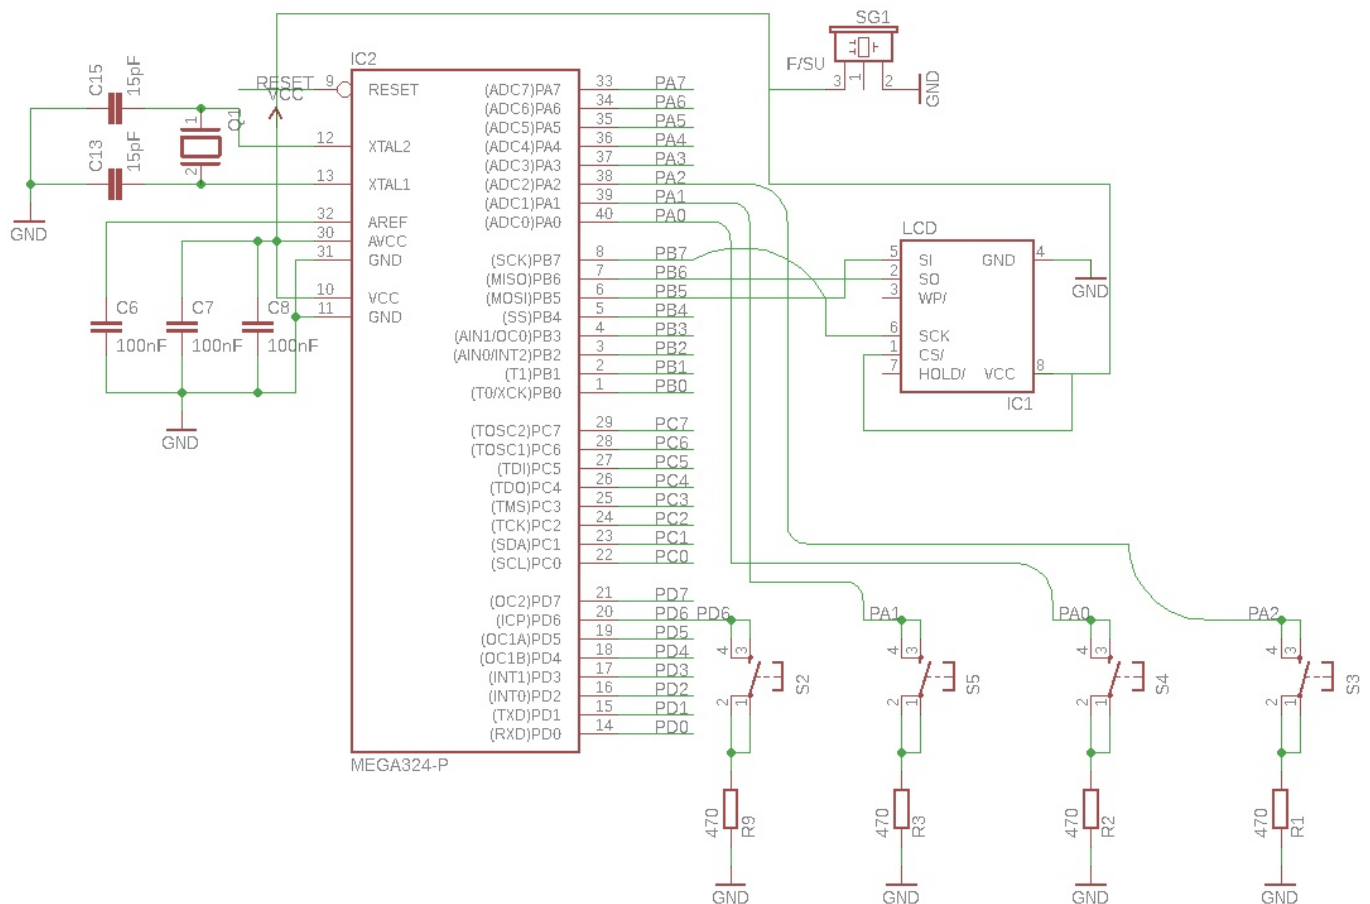 SG1
F/SU
3
1
2
GND
C15
15pF
C13
15pF
1
Q1
2
GND
RESET
VCC
IC2
9 RESET
12 XTAL2
13 XTAL1
32 AREF
30 AVCC
31 GND
10 VCC
11 GND
(ADC7)PA7 33 PA7
(ADC6)PA6 34 PA6
(ADC5)PA5 35 PA5
(ADC4)PA4 36 PA4
(ADC3)PA3 37 PA3
(ADC2)PA2 38 PA2
(ADC1)PA1 39 PA1
(ADC0)PA0 40 PA0
(SCK)PB7 8 PB7
(MISO)PB6 7 PB6
(MOSI)PB5 6 PB5
(SS)PB4 5 PB4
(AIN1/OC0)PB3 4 PB3
(AIN0/INT2)PB2 3 PB2
(T1)PB1 2 PB1
(T0/XCK)PB0 1 PB0
(TOSC2)PC7 29 PC7
(TOSC1)PC6 28 PC6
(TDI)PC5 27 PC5
(TDO)PC4 26 PC4
(TMS)PC3 25 PC3
(TCK)PC2 24 PC2
(SDA)PC1 23 PC1
(SCL)PC0 22 PC0
(OC2)PD7 21 PD7
(ICP)PD6 20 PD6
(OC1A)PD5 19 PD5
(OC1B)PD4 18 PD4
(INT1)PD3 17 PD3
(INT0)PD2 16 PD2
(TXD)PD1 15 PD1
(RXD)PD0 14 PD0
MEGA324-P
C6
100nF
C7
100nF
C8
100nF
GND
LCD
5 SI
2 SO
3 WP/
6 SCK
1 CS/
7 HOLD/
GND 4
VCC 8
IC1
GND
PD6
4
3
S2
2
1
470
R9
GND
PA1
4
3
S5
2
1
470
R3
GND
PA0
4
3
S4
2
1
470
R2
GND
PA2
4
3
S3
2
1
470
R1
GND